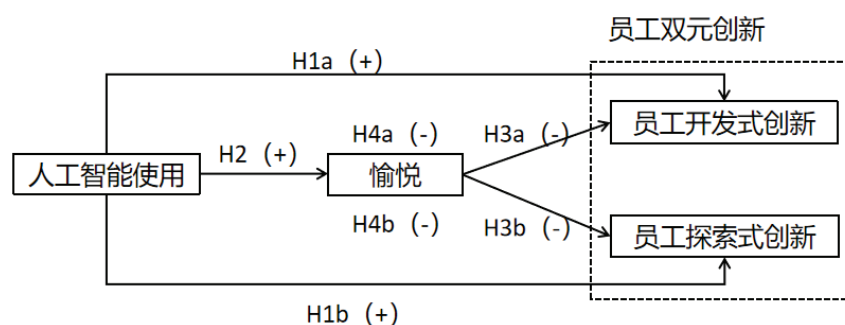 员工双元创新
H1a（+）
员工开发式创新
H4a（-）
H3a（-）
H2（+）
人工智能使用
愉悦
H4b（-）
H3b（-）
员工探索式创新
H1b（+）